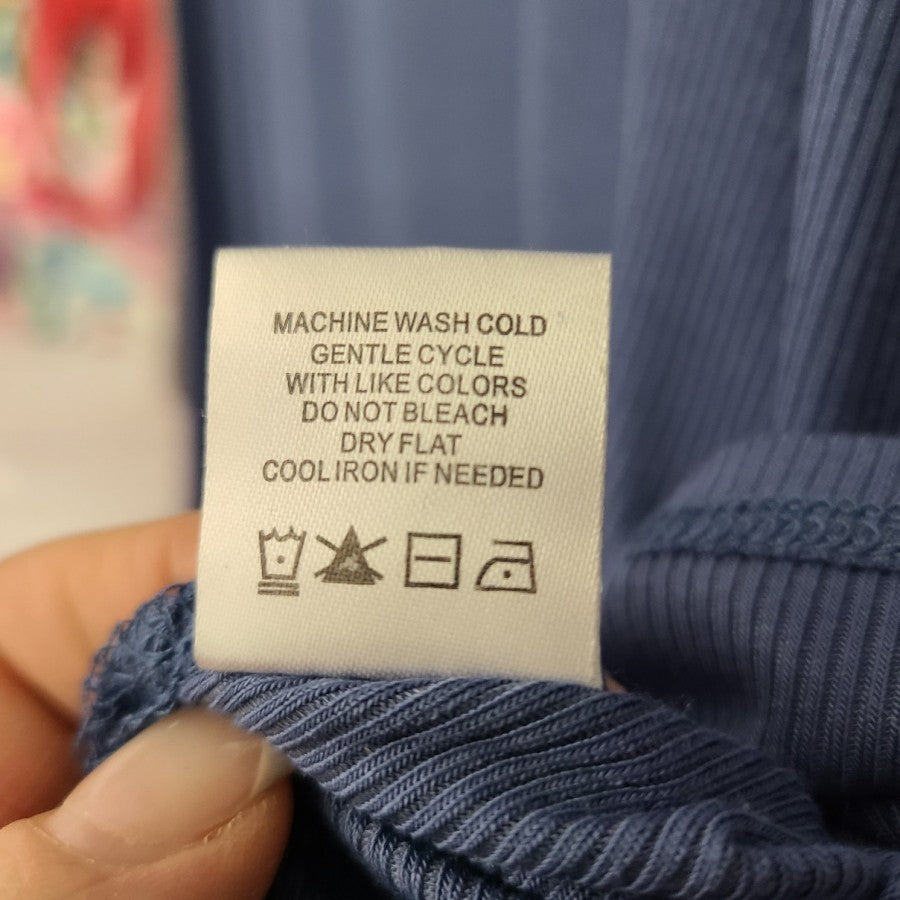 MACHINE WASH COLD
GENTLE CYCLE
WITH LIKE COLORS
DO NOT BLEACH
DRY FLAT
COOL IRON IF NEEDED